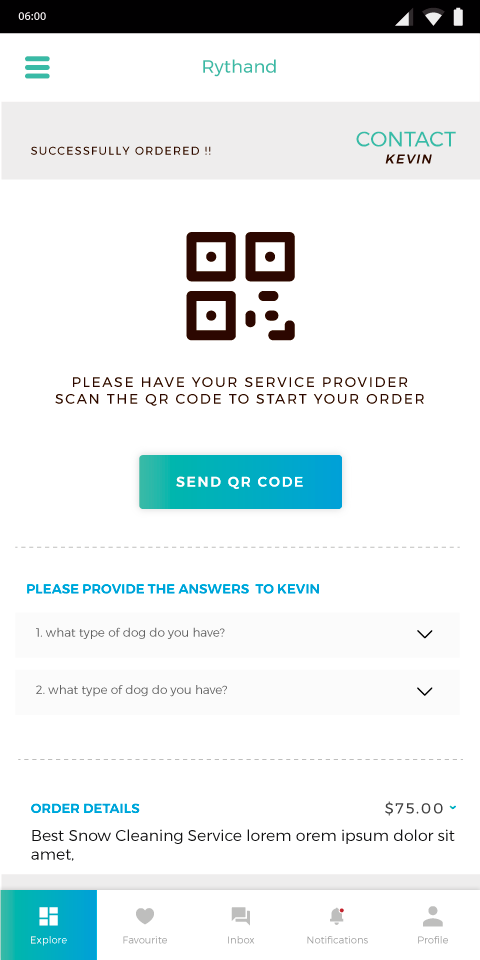 06:00
Rythand
SUCCESSFULLY ORDERED !!
CONTACT
KEVIN
PLEASE HAVE YOUR SERVICE PROVIDER
SCAN THE QR CODE TO START YOUR ORDER
SEND QR CODE
PLEASE PROVIDE THE ANSWERS TO KEVIN
1. what type of dog do you have?
2. what type of dog do you have?
ORDER DETAILS
$75.00
Best Snow Cleaning Service lorem orem ipsum dolor sit
amet,
Explore
Favourite
Inbox
Notifications
Profile